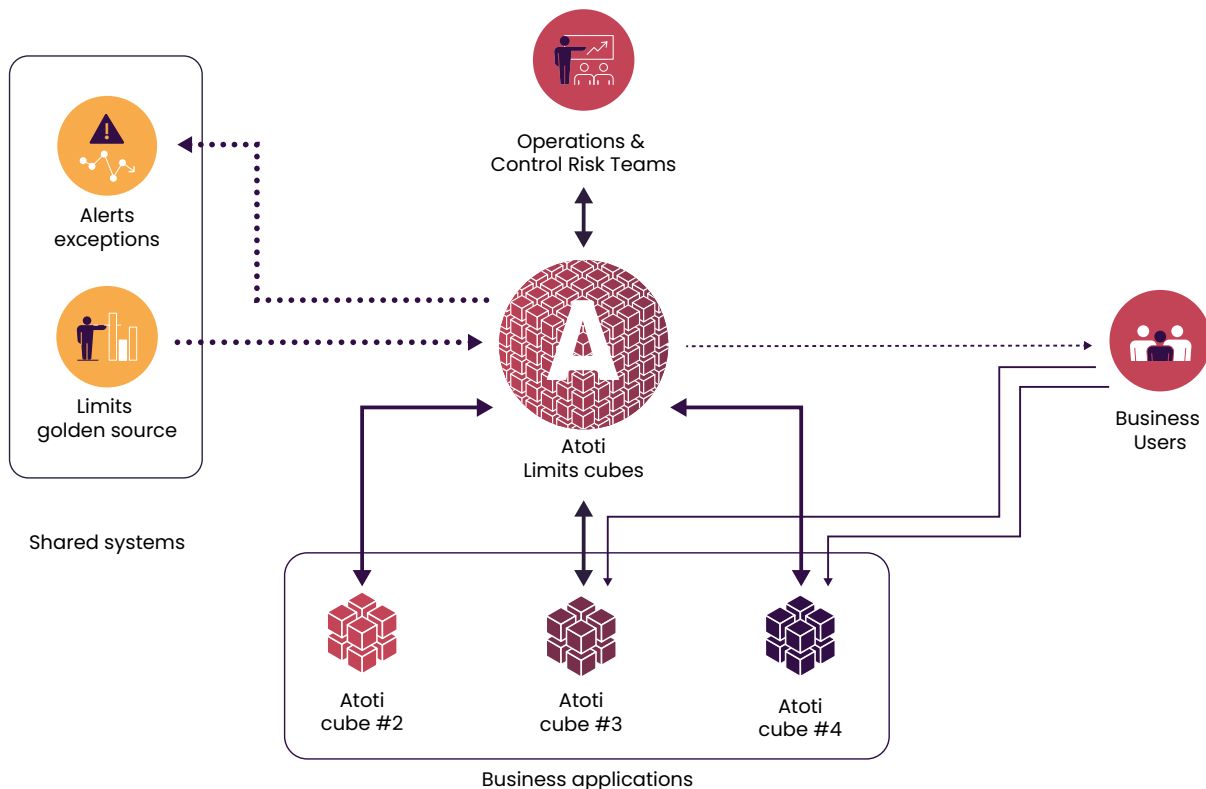 Operations &
Control Risk Teams
Alerts
exceptions
Limits
golden source
Shared systems
A
Atoti
Limits cubes
Business
Users
Atoti
cube #2
Atoti
cube #3
Atoti
cube #4
Business applications